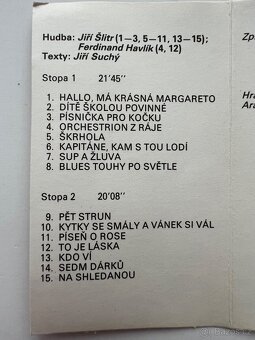 Hudba: Jiří Šlitr (1–3, 5–11, 13–15);
Ferdinand Havlík (4, 12)
Texty: Jiří Suchý
Stopa 1 21'45"
1. HALLO, MÁ KRÁSNÁ MARGARETO
2. DÍTĚ ŠKOLOU POVINNÉ
3. PÍSNIČKA PRO KOČKU
4. ORCHESTRION Z RÁJE
5. ŠKRHOLA
6. KAPITÁNE, KAM S TOU LODÍ
7. SUP A ŽLUVA
8. BLUES TOUHY PO SVĚTLE
Stopa 2 20'08"
9. PĚT STRUN
10. KYTKY SE SMÁLY A VÁNEK SI VÁL
11. PÍSEŇ O ROSE
12. TO JE LÁSKA
13. KDO VÍ
14. SEDM DÁRKŮ
15. NA SHLEDANOU
Zp
Hr
Ara